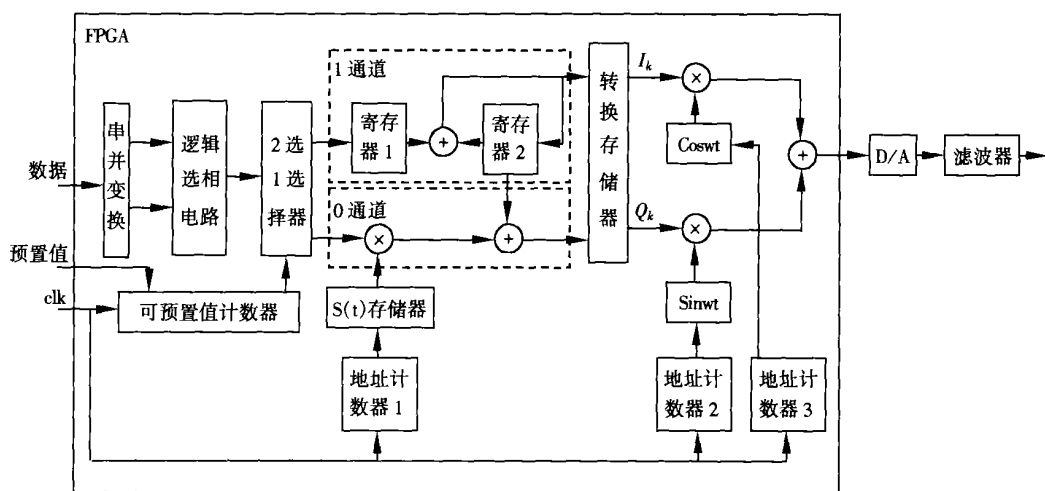 FPGA
数据
预置值
clk
串并变换
逻辑
选相
电路
2选
1选
择器
可预置值计数器
1通道
寄存
器1
+
寄存
器2
0通道
×
+
S(t)存储器
地址计
数器1
转换存储器
I_k
Q_k
×
Coswt
×
Sinwt
地址计
数器2
地址计
数器3
+
D/A
滤波器